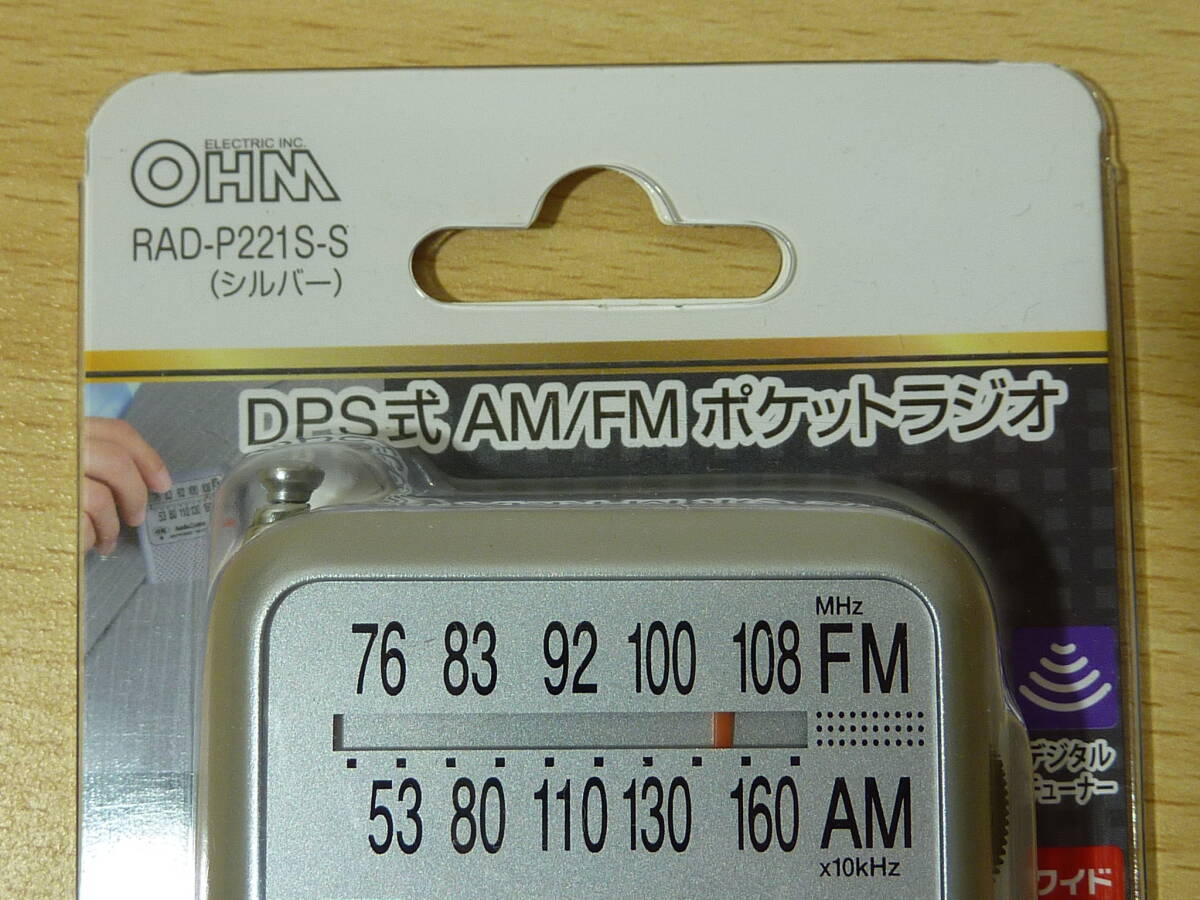 ELECTRIC INC.
OHM
RAD-P221S-S
(シルバー)
DPS式 AM/FM ポケットラジオ
MHz
76 83 92 100 108 FM
53 80 110 130 160 AM
x10kHz
デジタル
チューナー
ワイド